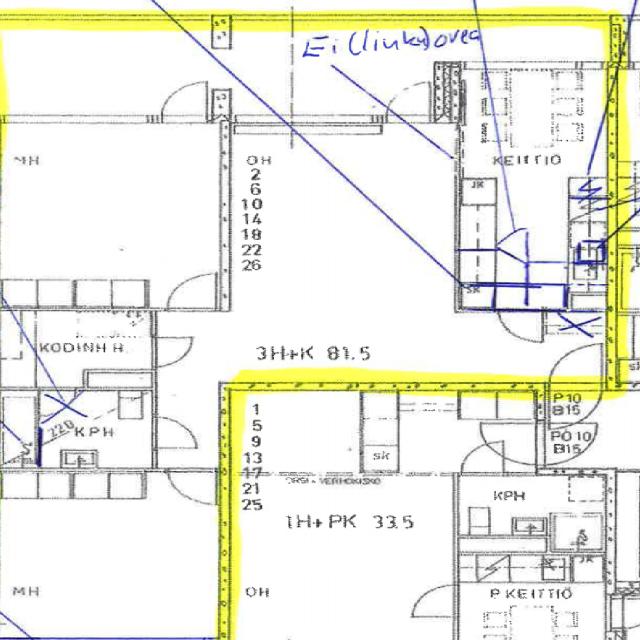 Ei (liuku)ovea
MH
OH
2
6
10
14
18
22
26
KEITTIÖ
JK
SK
KODINH H.
3H+K 81.5
220
KPH
1
5
9
13
17
21
25
SK
P10
B15
PO 10
B15
SK
1H+PK 33.5
KPH
JK
MH
OH
P.KEITTIÖ